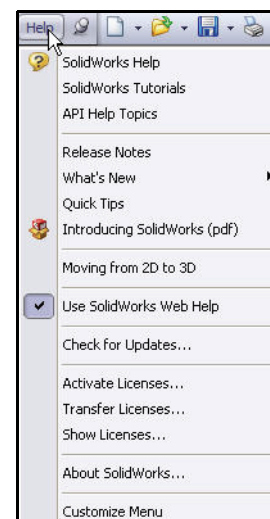 Help
SolidWorks Help
SolidWorks Tutorials
API Help Topics
Release Notes
What's New
Quick Tips
Introducing SolidWorks (pdf)
Moving from 2D to 3D
Use SolidWorks Web Help
Check for Updates...
Activate Licenses...
Transfer Licenses...
Show Licenses...
About SolidWorks...
Customize Menu